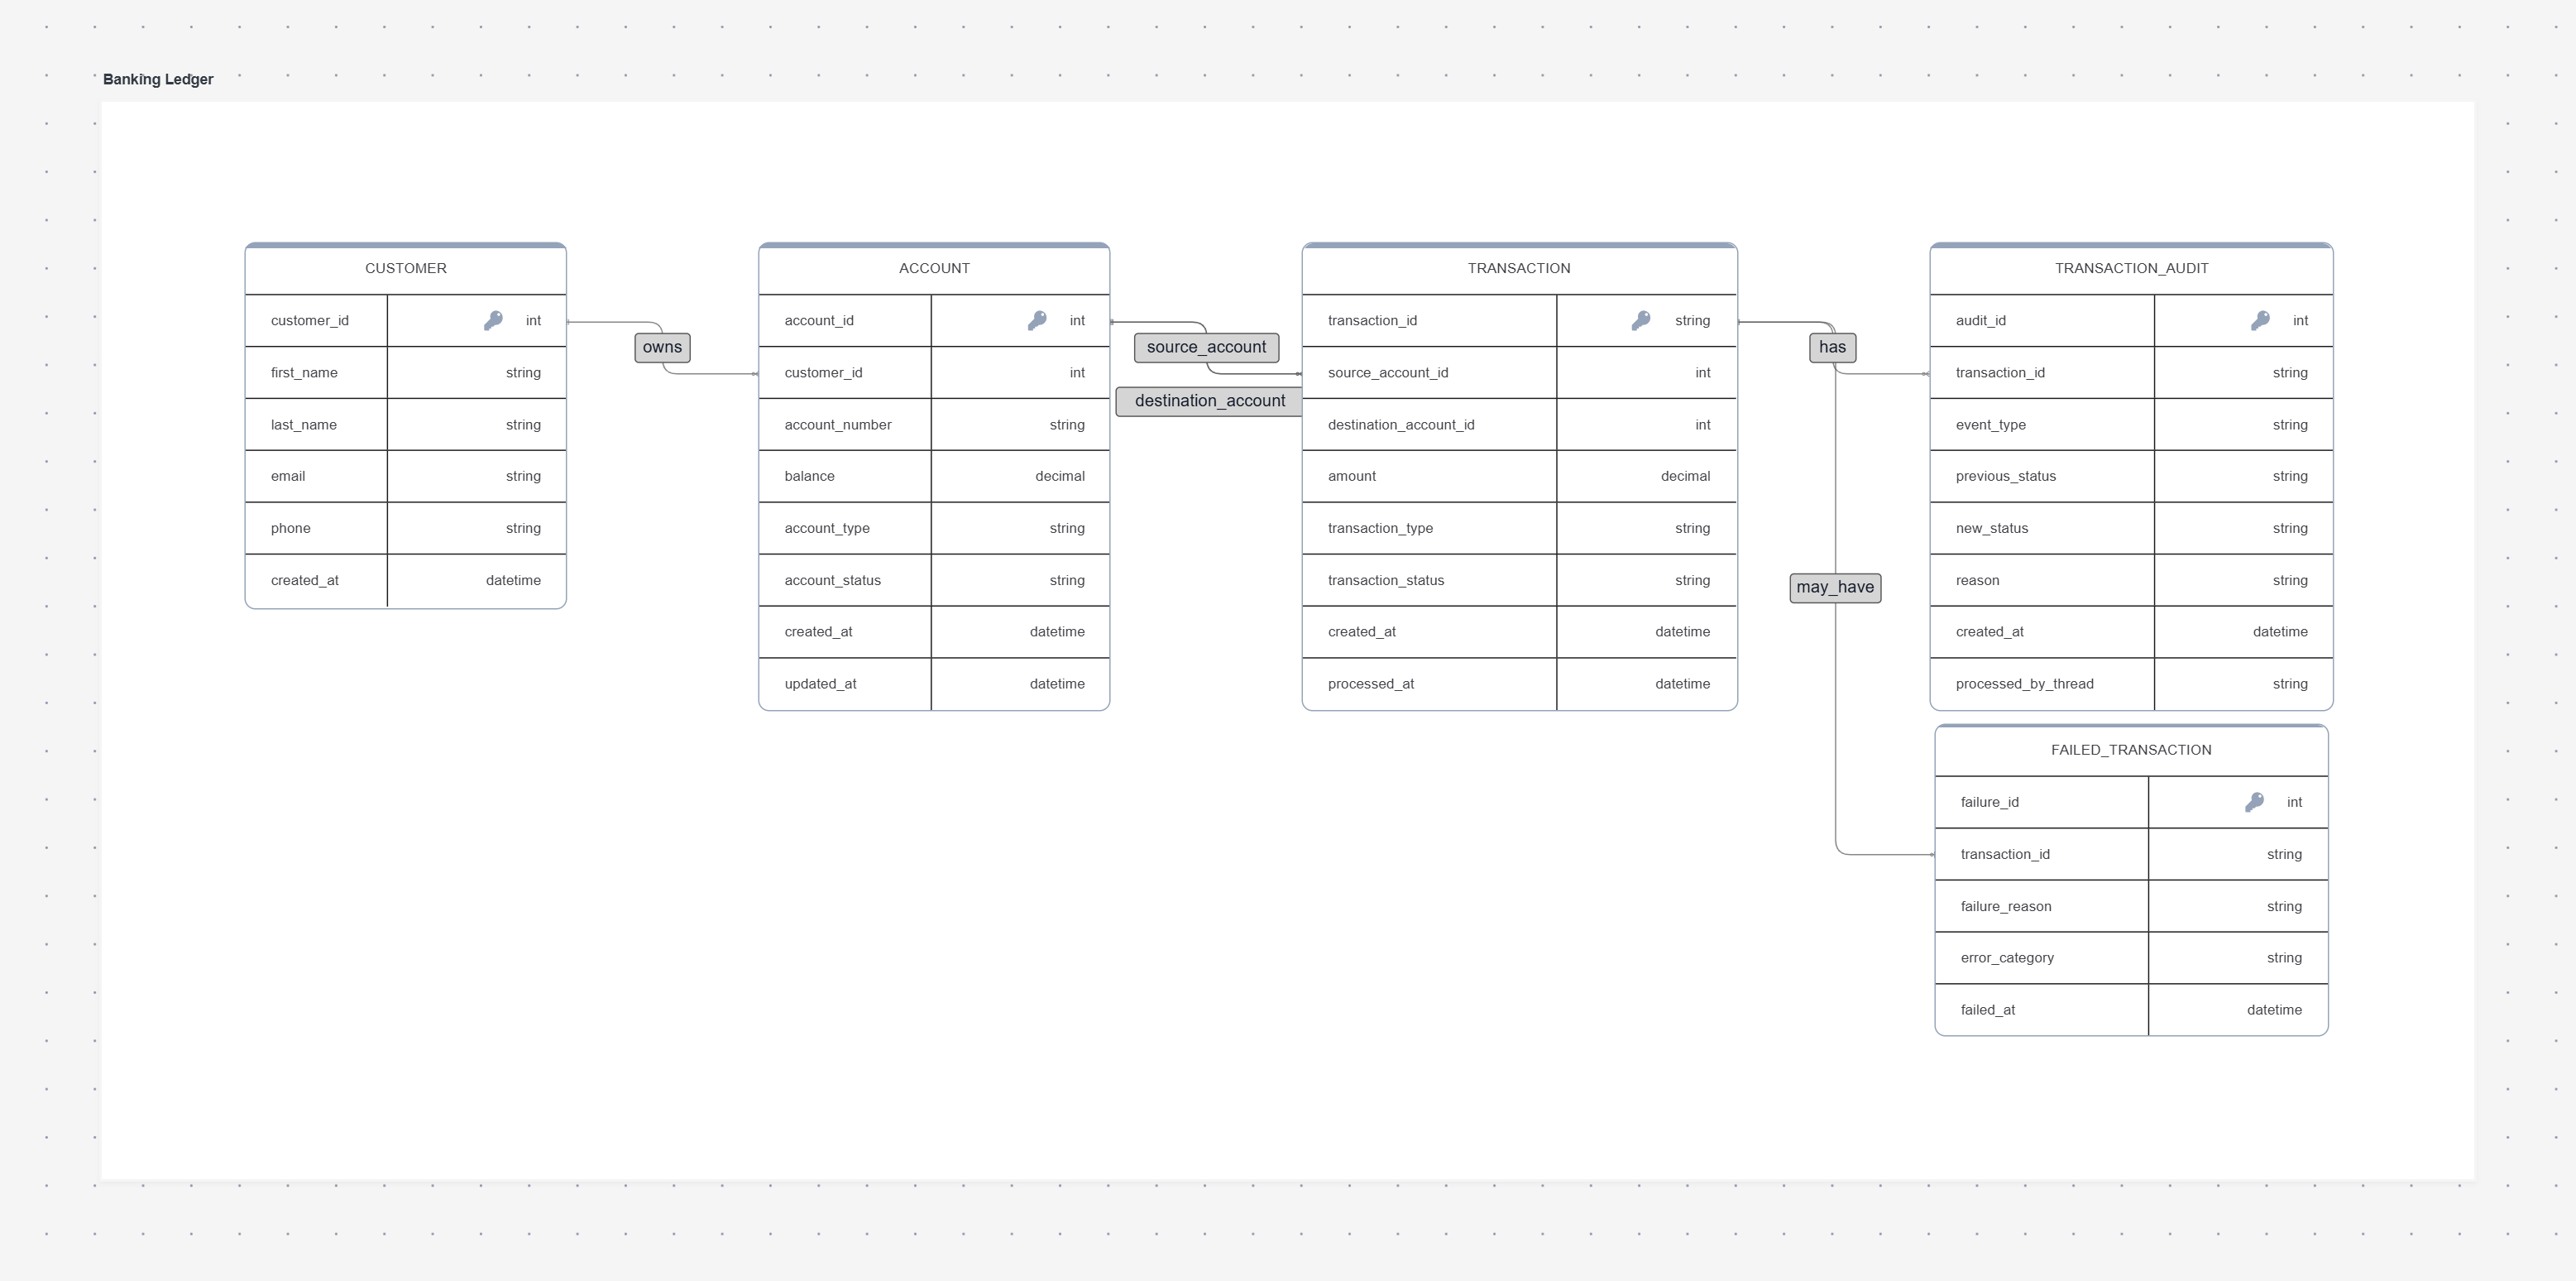 Banking Ledger
CUSTOMER
customer_id int
first_name string
last_name string
email string
phone string
created_at datetime
owns
ACCOUNT
account_id int
customer_id int
account_number string
balance decimal
account_type string
account_status string
created_at datetime
updated_at datetime
source_account
destination_account
TRANSACTION
transaction_id string
source_account_id int
destination_account_id int
amount decimal
transaction_type string
transaction_status string
created_at datetime
processed_at datetime
has
may_have
TRANSACTION_AUDIT
audit_id int
transaction_id string
event_type string
previous_status string
new_status string
reason string
created_at datetime
processed_by_thread string
FAILED_TRANSACTION
failure_id int
transaction_id string
failure_reason string
error_category string
failed_at datetime